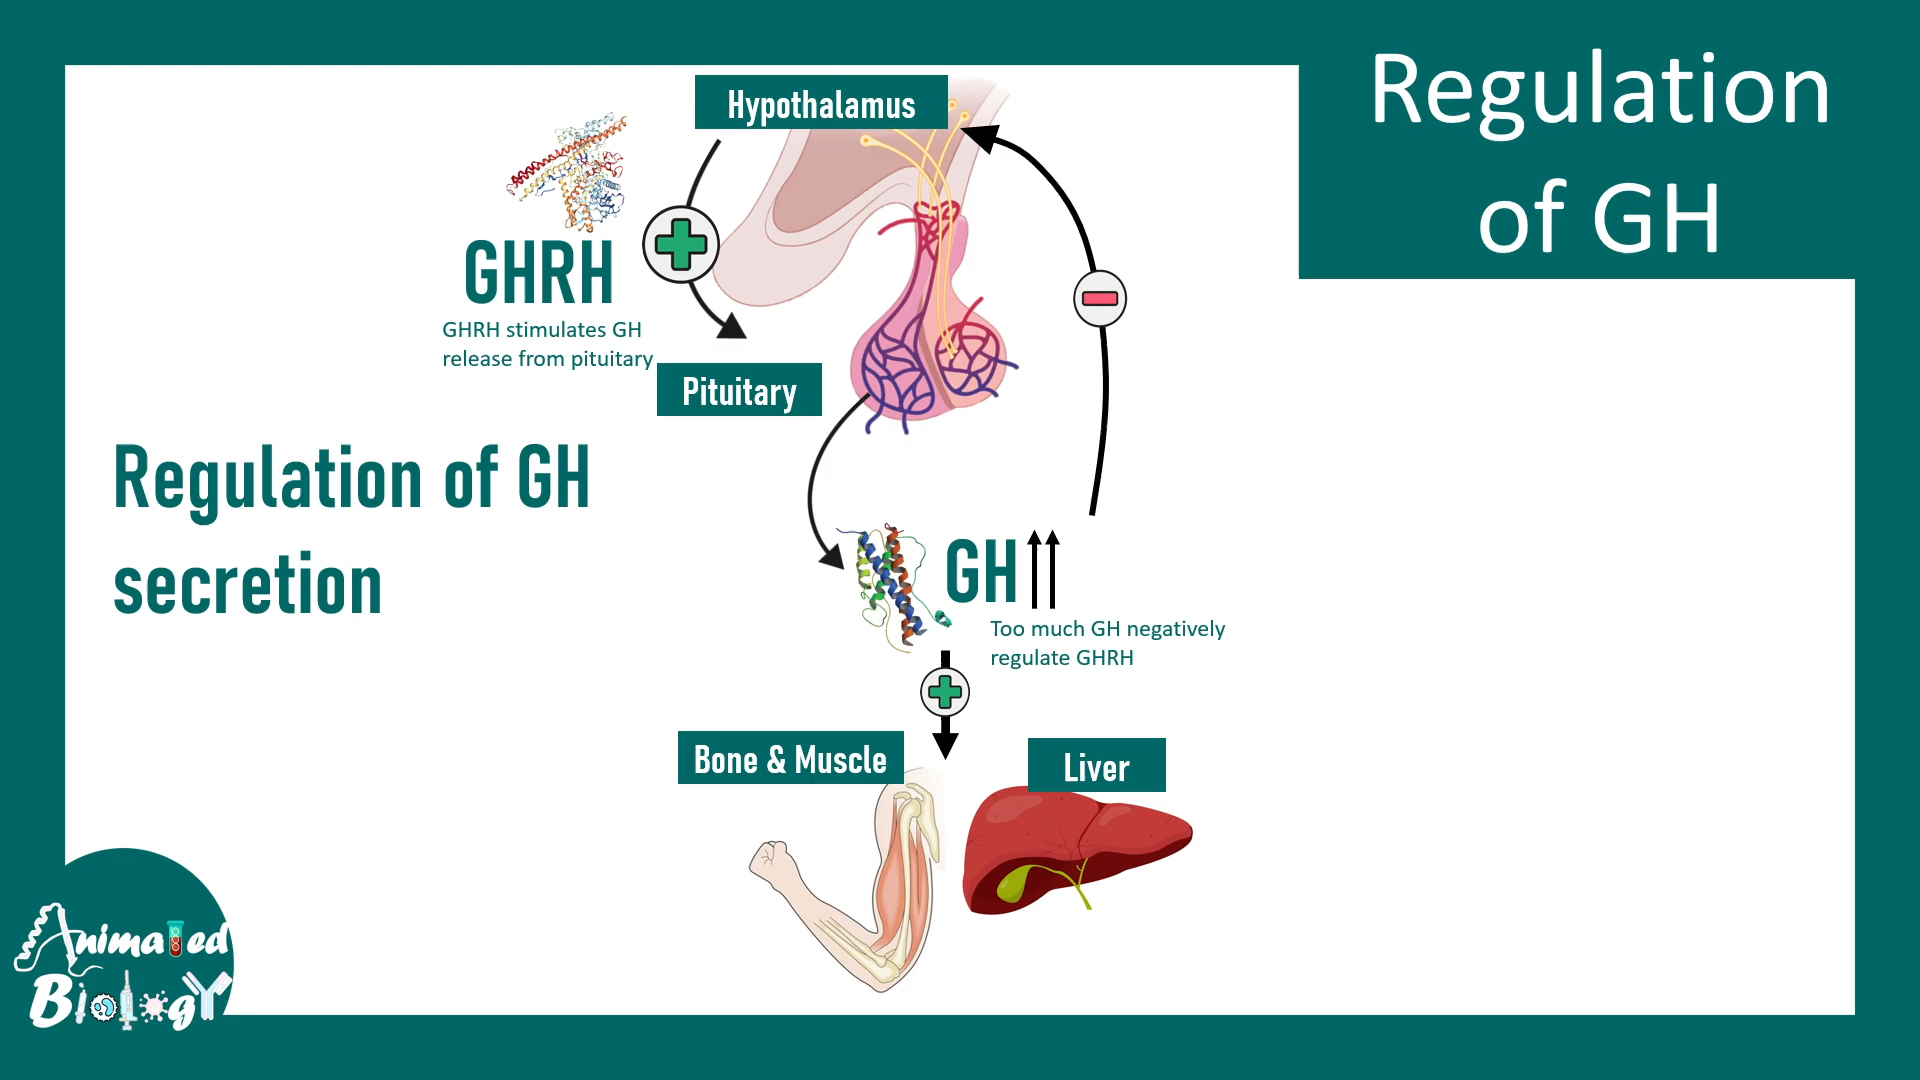 Regulation
of GH
Hypothalamus
GHRH
GHRH stimulates GH
release from pituitary
Pituitary
Regulation of GH
secretion
GH
Too much GH negatively
regulate GHRH
Bone & Muscle
Liver
Animated
Biology